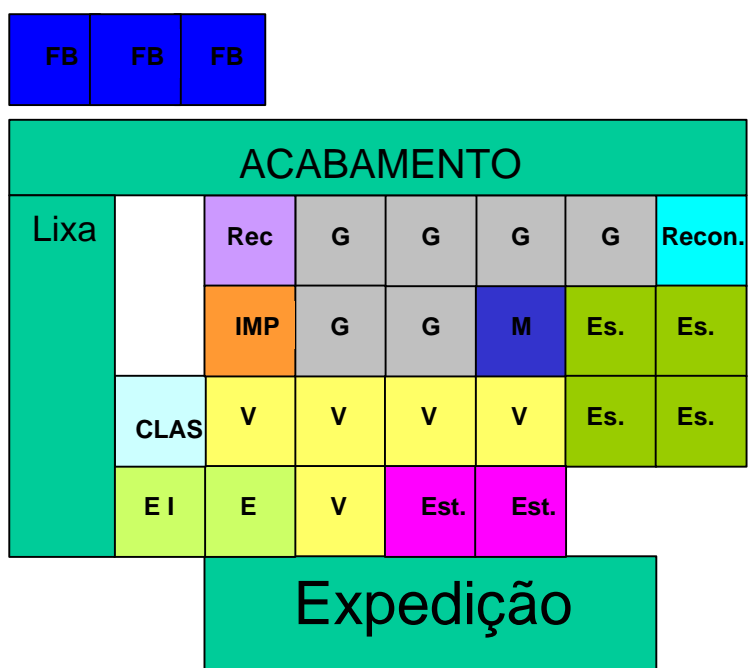 FB FB FB
ACABAMENTO
Lixa Rec G G G G Recon.
IMP G G M Es. Es.
CLAS V V V V Es. Es.
E I E V Est. Est.
Expedição